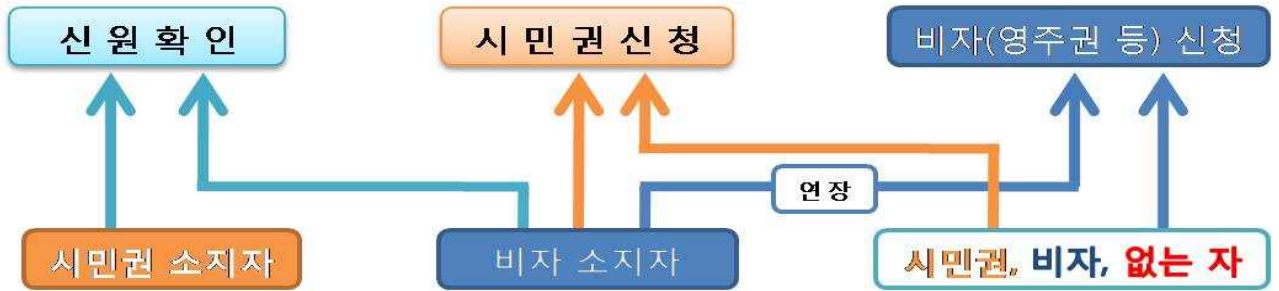 신 원 확 인
시 민 권 신 청
비자(영주권 등) 신청
연 장
시민권 소지자
비자 소지자
시민권, 비자, 없는 자